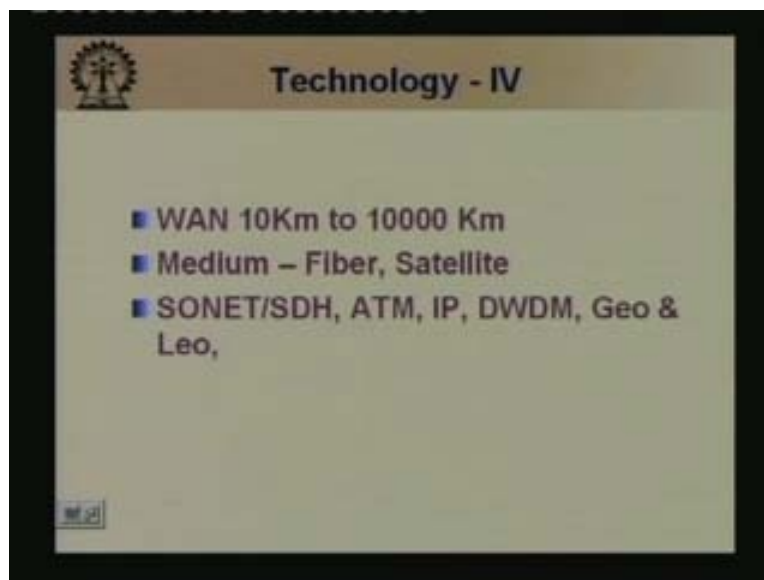 Technology - IV
WAN 10Km to 10000 Km
Medium – Fiber, Satellite
SONET/SDH, ATM, IP, DWDM, Geo &
Leo,